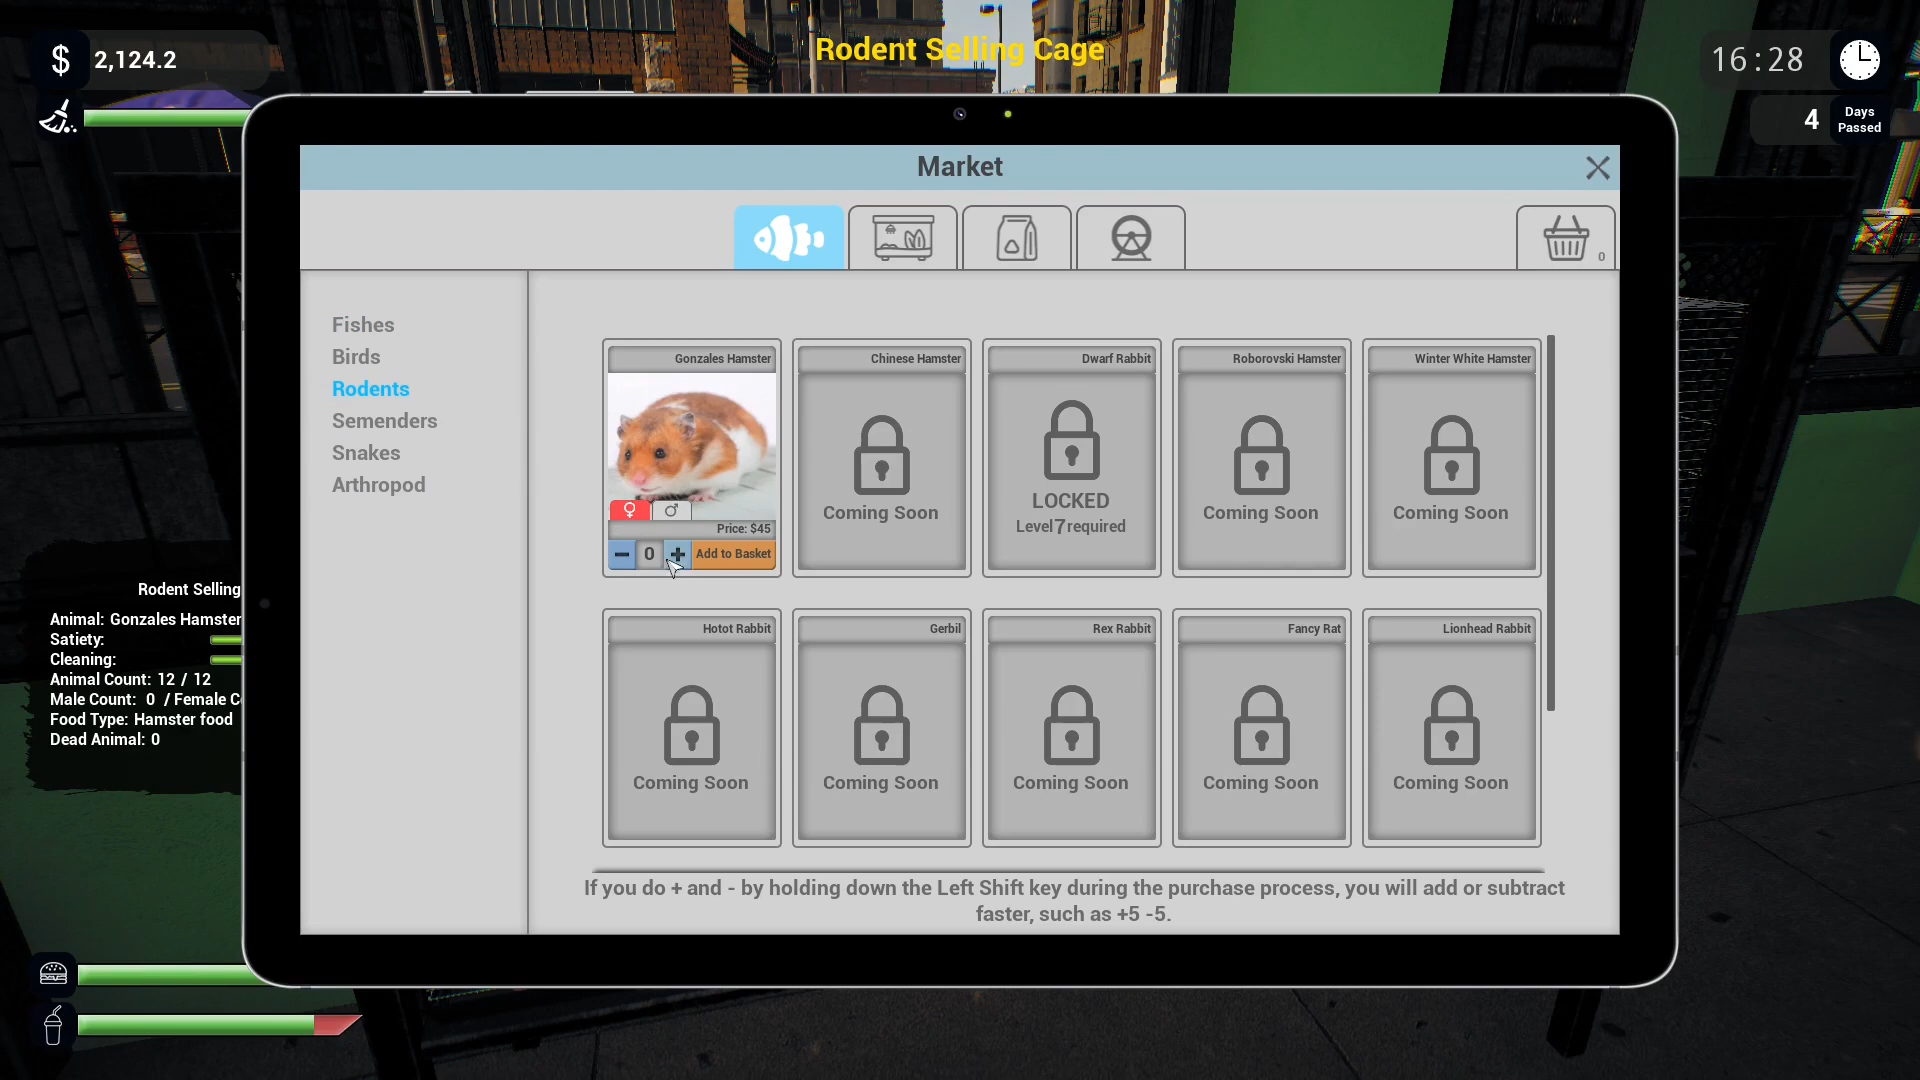 $ 2,124.2
Rodent Selling Cage
16:28
4 Days Passed
Market
0
Fishes
Birds
Rodents
Semenders
Snakes
Arthropod
Gonzales Hamster
Price: $45
0
Add to Basket
Chinese Hamster
Coming Soon
Dwarf Rabbit
LOCKED
Level 7 required
Roborovski Hamster
Coming Soon
Winter White Hamster
Coming Soon
Hotot Rabbit
Coming Soon
Gerbil
Coming Soon
Rex Rabbit
Coming Soon
Fancy Rat
Coming Soon
Lionhead Rabbit
Coming Soon
If you do + and - by holding down the Left Shift key during the purchase process, you will add or subtract
faster, such as +5 -5.
Rodent Selling
Animal: Gonzales Hamster
Satiety:
Cleaning:
Animal Count: 12 / 12
Male Count: 0 / Female
Food Type: Hamster food
Dead Animal: 0